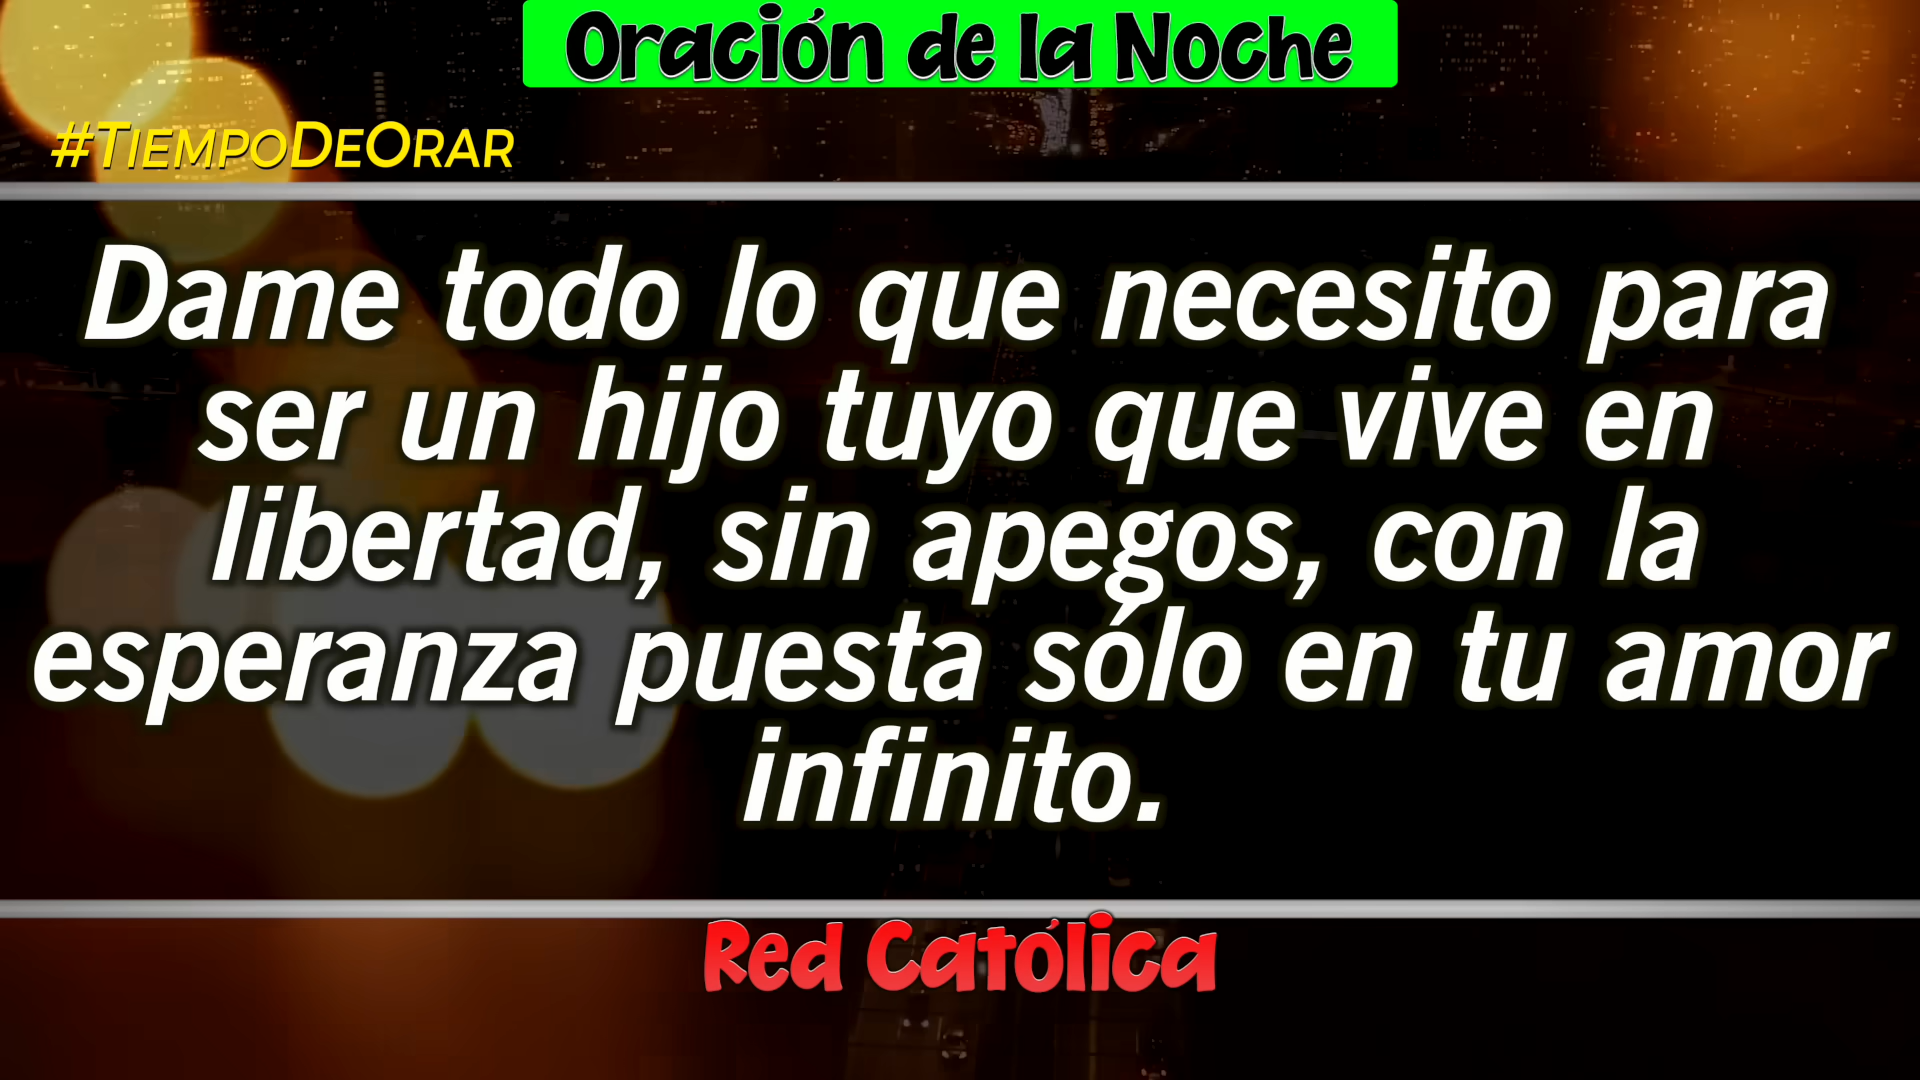 Oración de la Noche
#TiempoDeOrar
Dame todo lo que necesito para
ser un hijo tuyo que vive en
libertad, sin apegos, con la
esperanza puesta sólo en tu amor
infinito.
Red Católica